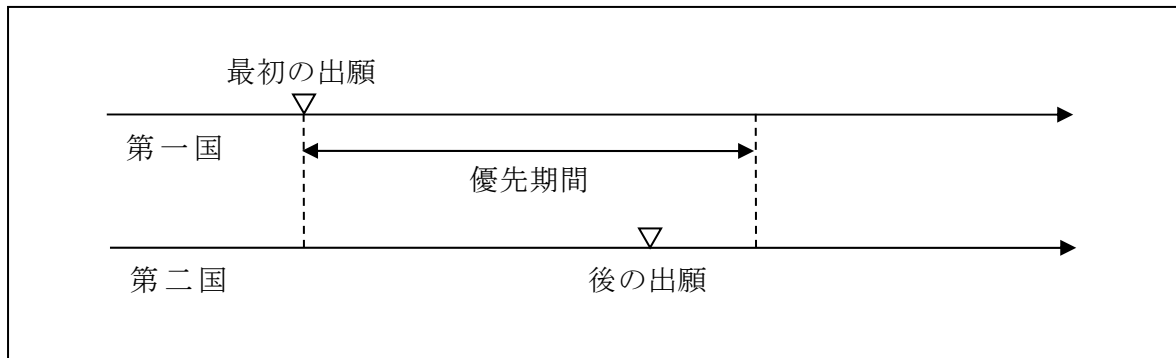 最初の出願
第一国
優先期間
第二国
後の出願